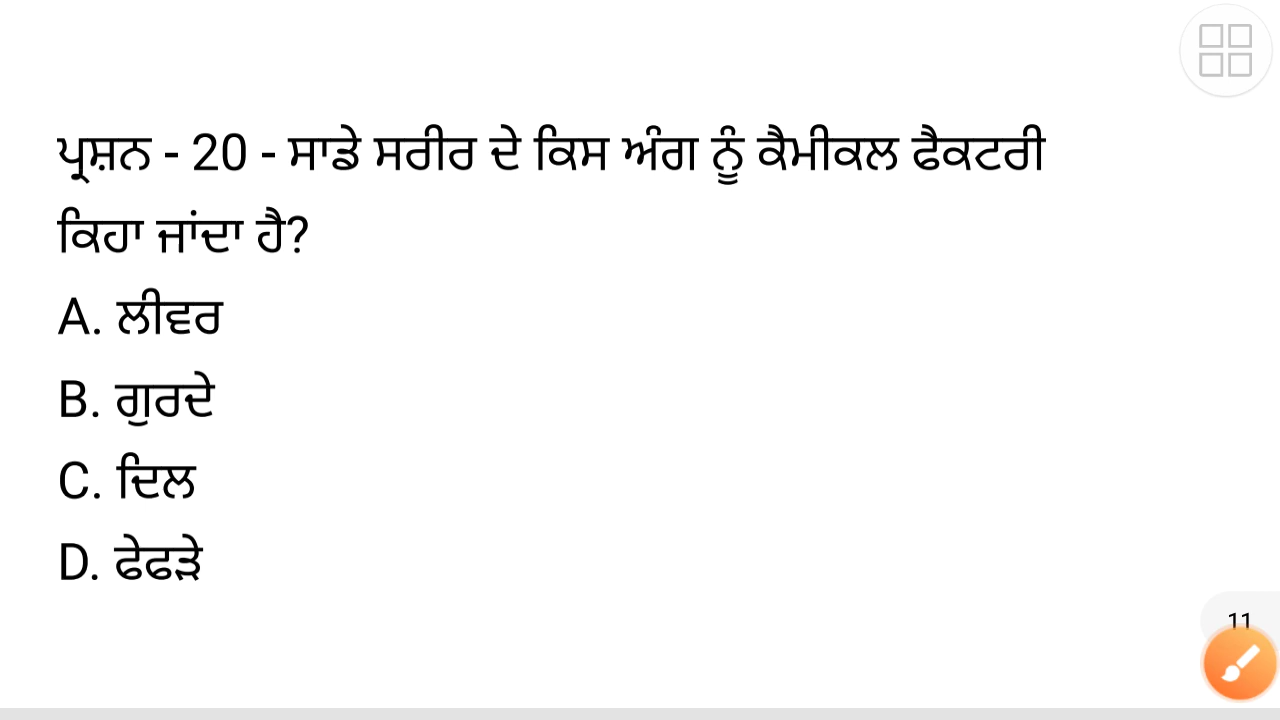 ਪ੍ਰਸ਼ਨ - 20 - ਸਾਡੇ ਸਰੀਰ ਦੇ ਕਿਸ ਅੰਗ ਨੂੰ ਕੈਮੀਕਲ ਫੈਕਟਰੀ
ਕਿਹਾ ਜਾਂਦਾ ਹੈ?
A. ਲੀਵਰ
B. ਗੁਰਦੇ
C. ਦਿਲ
D. ਫੇਫੜੇ
11